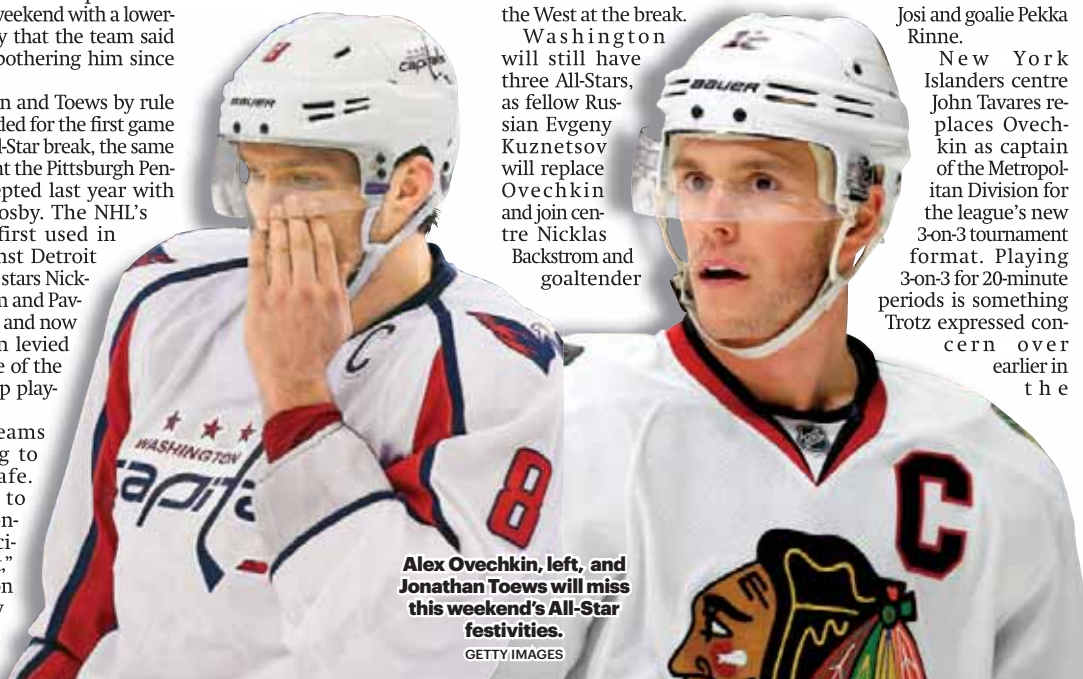 weekend with a lower-
that the team said
bothering him since
and Toews by rule
for the first game
-Star break, the same
the Pittsburgh Pen-
last year with
The NHL's
first used in
Detroit
stars Nick-
and Pav-
and now
levied
of the
play-
to
to
the West at the break.
Washington
will still have
three All-Stars,
as fellow Rus-
sian Evgeny
Kuznetsov
will replace
Ovechkin
and join cen-
tre Nicklas
Backstrom and
goaltender
Josi and goalie Pekka
Rinne.
New York
Islanders centre
John Tavares re-
places Ovech-
kin as captain
of the Metropol-
itan Division for
the league's new
3-on-3 tournament
format. Playing
3-on-3 for 20-minute
periods is something
Trotz expressed con-
cern over
earlier in
the
8
capitals
BAUER
C
WASHINGTON
capit
8
BAUER
C
Alex Ovechkin, left, and
Jonathan Toews will miss
this weekend's All-Star
festivities.
GETTY IMAGES